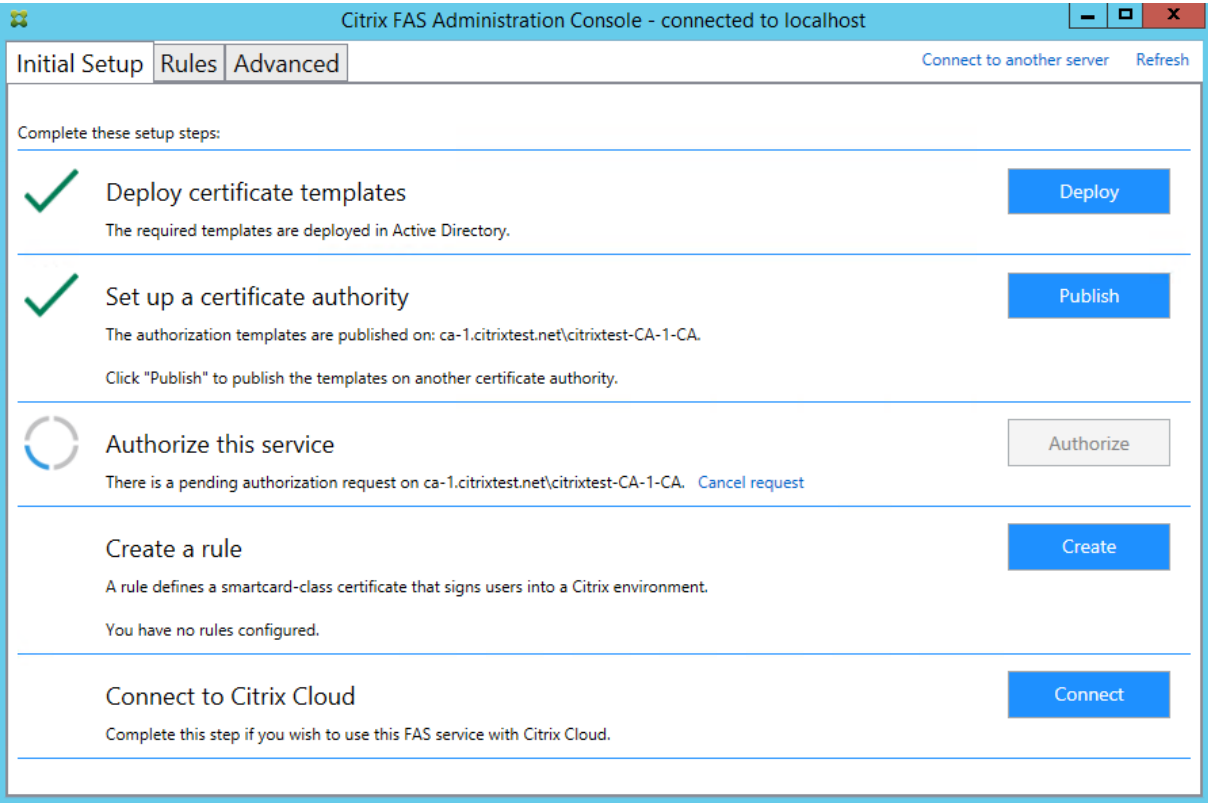 Citrix FAS Administration Console - connected to localhost
Initial Setup Rules Advanced Connect to another server Refresh
Complete these setup steps:
Deploy certificate templates Deploy
The required templates are deployed in Active Directory.
Set up a certificate authority Publish
The authorization templates are published on: ca-1.citrixtest.net\citrixtest-CA-1-CA.
Click "Publish" to publish the templates on another certificate authority.
Authorize this service Authorize
There is a pending authorization request on ca-1.citrixtest.net\citrixtest-CA-1-CA. Cancel request
Create a rule Create
A rule defines a smartcard-class certificate that signs users into a Citrix environment.
You have no rules configured.
Connect to Citrix Cloud Connect
Complete this step if you wish to use this FAS service with Citrix Cloud.